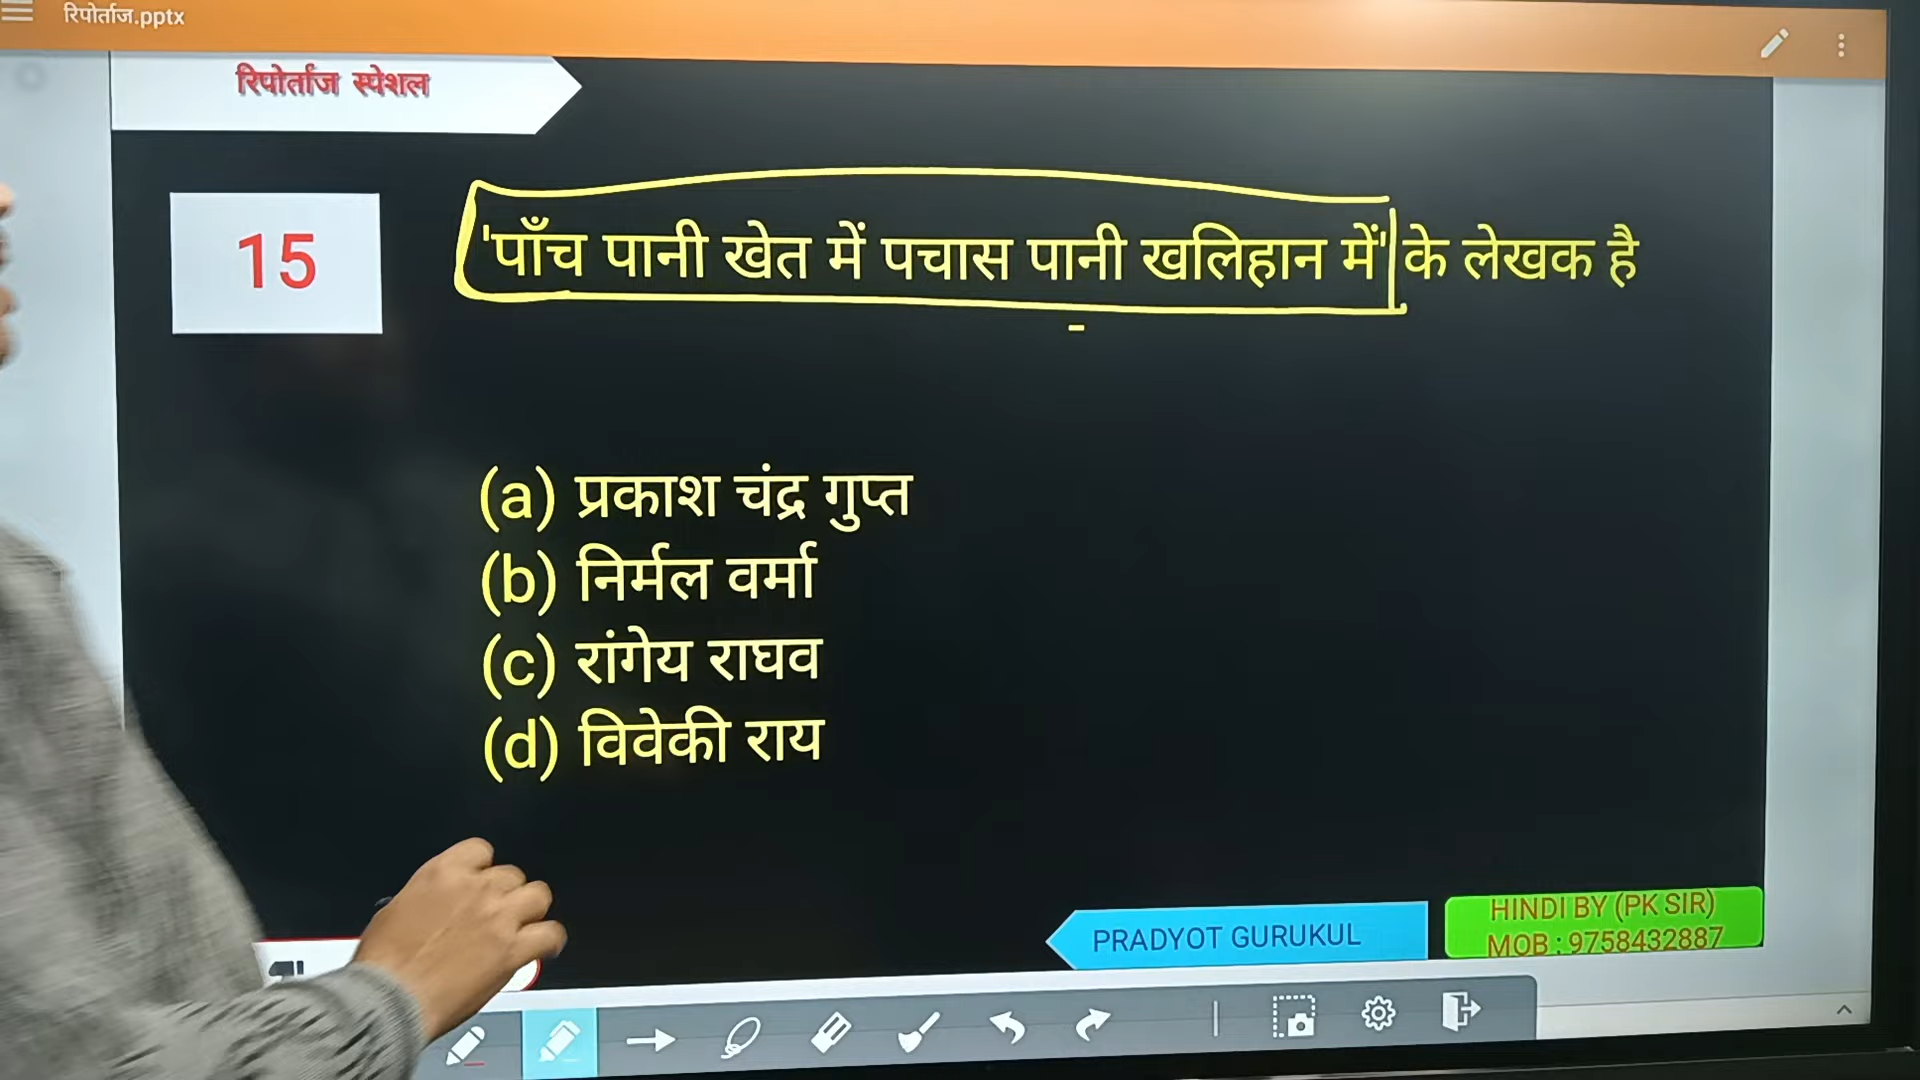 रिपोर्ताज.pptx
रिपोर्ताज स्पेशल
15
'पाँच पानी खेत में पचास पानी खलिहान में' के लेखक है
(a) प्रकाश चंद्र गुप्त
(b) निर्मल वर्मा
(c) रांगेय राघव
(d) विवेकी राय
PRADYOT GURUKUL
HINDI BY (PK SIR)
MOB : 9758432887